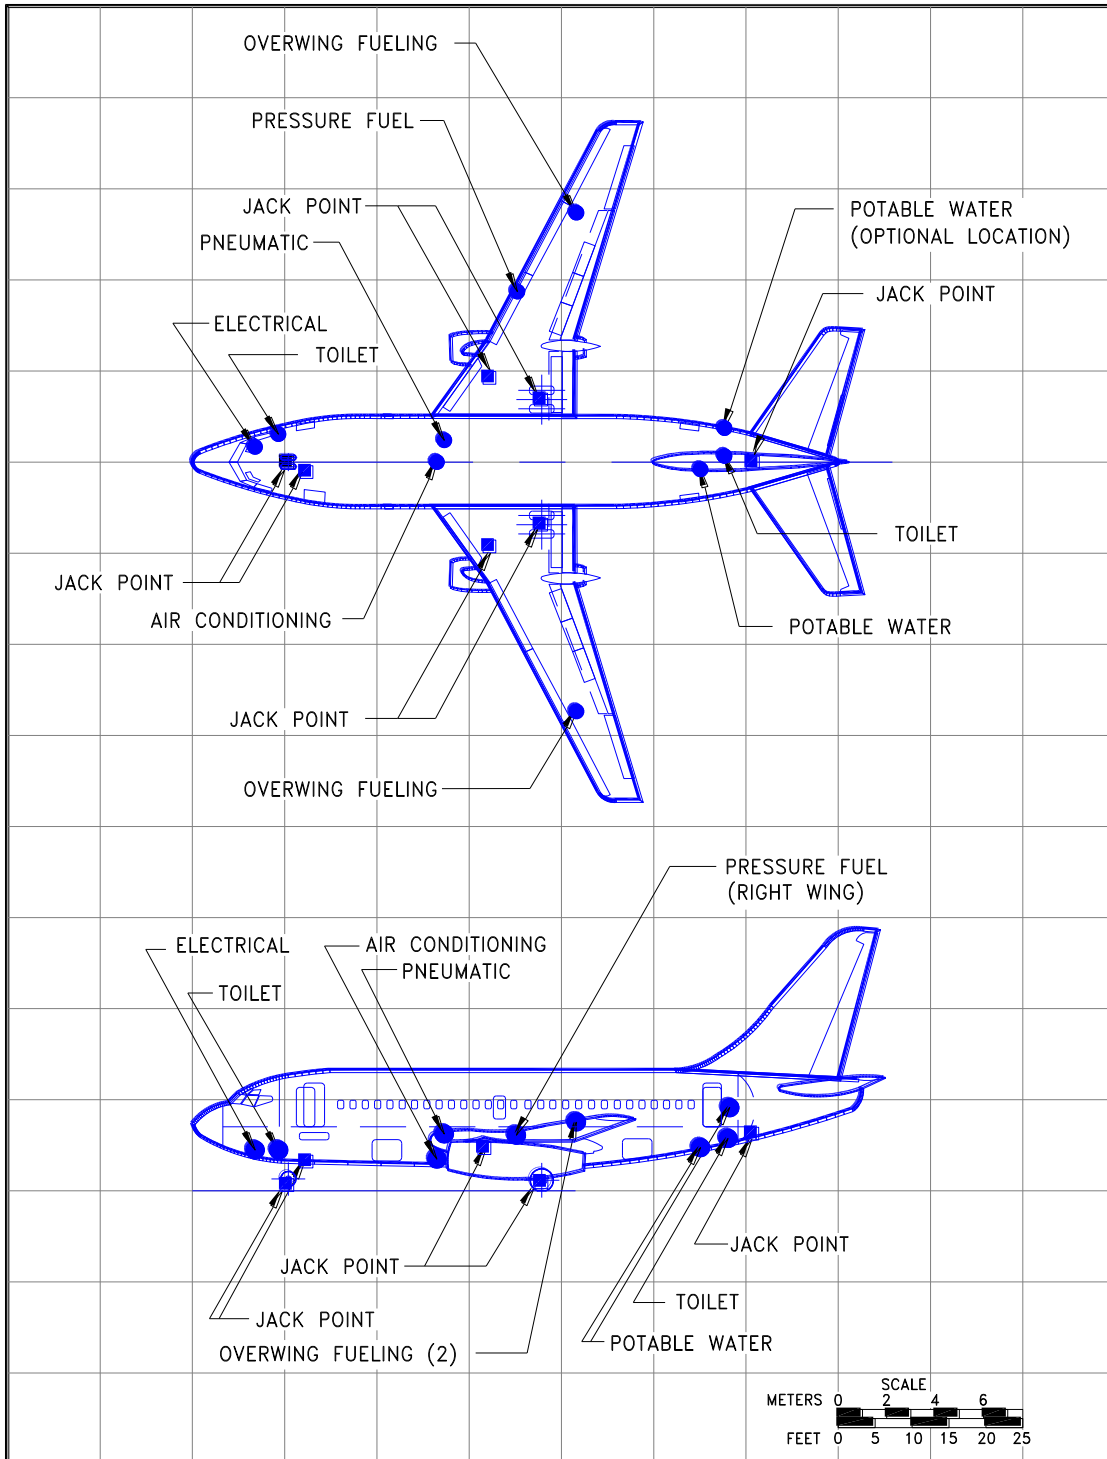 OVERWING FUELING
PRESSURE FUEL
JACK POINT
POTABLE WATER
(OPTIONAL LOCATION)
PNEUMATIC
JACK POINT
ELECTRICAL
TOILET
TOILET
JACK POINT
AIR CONDITIONING
POTABLE WATER
JACK POINT
OVERWING FUELING
PRESSURE FUEL
(RIGHT WING)
ELECTRICAL
AIR CONDITIONING
PNEUMATIC
TOILET
JACK POINT
JACK POINT
TOILET
JACK POINT
POTABLE WATER
OVERWING FUELING (2)
SCALE
METERS 0 2 4 6
FEET 0 5 10 15 20 25